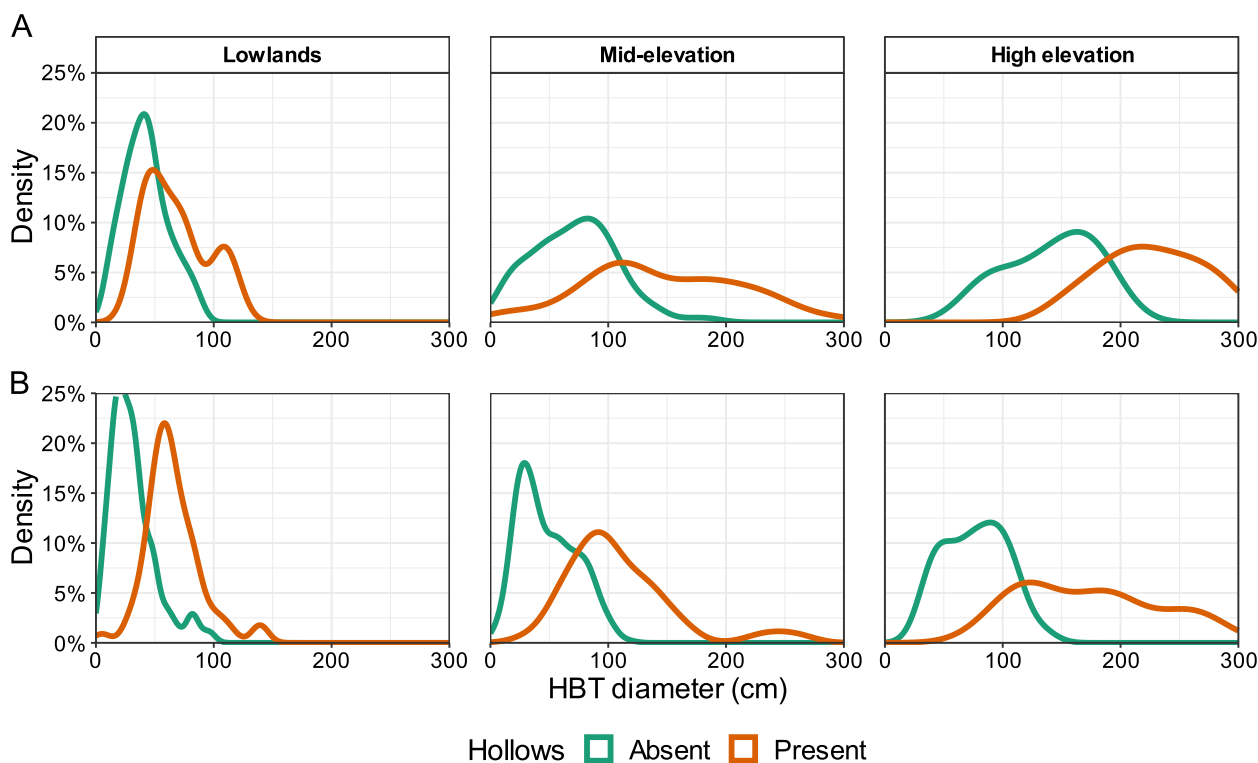 A
Lowlands Mid-elevation High elevation
Density
25%
20%
15%
10%
5%
0%
0 100 200 300 0 100 200 300 0 100 200 300
B
Density
25%
20%
15%
10%
5%
0%
0 100 200 300 0 100 200 300 0 100 200 300
HBT diameter (cm)
Hollows Absent Present